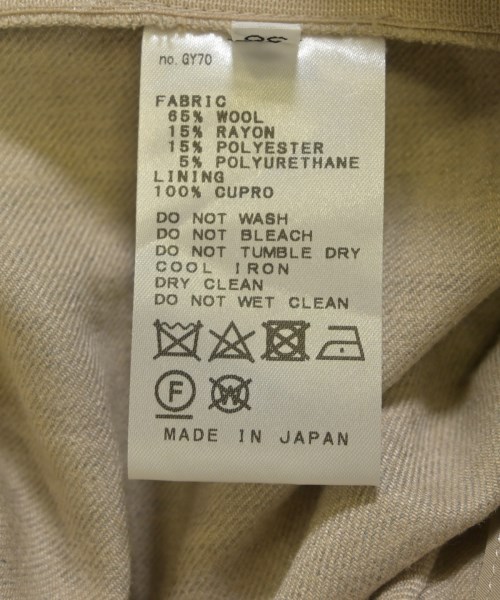 no. GY70
FABRIC
65% WOOL
15% RAYON
15% POLYESTER
5% POLYURETHANE
LINING
100% CUPRO
DO NOT WASH
DO NOT BLEACH
DO NOT TUMBLE DRY
COOL IRON
DRY CLEAN
DO NOT WET CLEAN
F W
MADE IN JAPAN